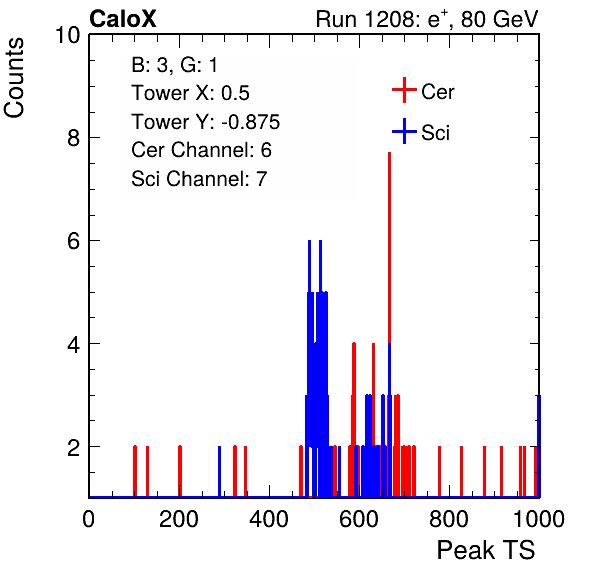 CaloX Run 1208: e⁺, 80 GeV
Counts
10
8
6
4
2
B: 3, G: 1
Tower X: 0.5
Tower Y: -0.875
Cer Channel: 6
Sci Channel: 7
Cer
Sci
0 200 400 600 800 1000
Peak TS